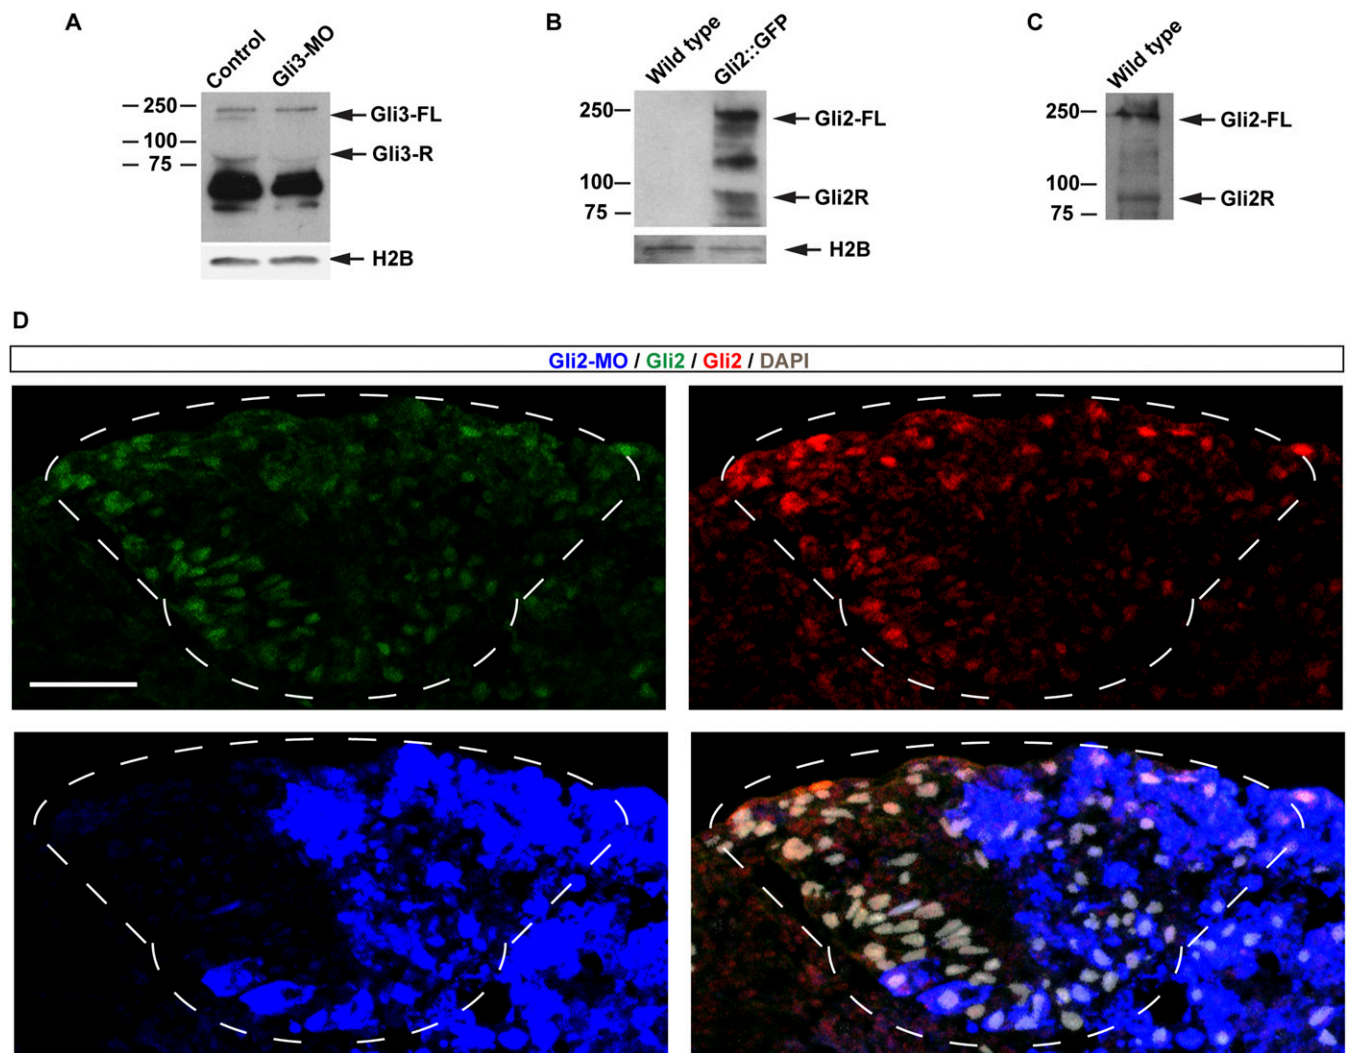 A
Control
Gli3-MO
250
100
75
Gli3-FL
Gli3-R
H2B
B
Wild type
Gli2::GFP
250
100
75
Gli2-FL
Gli2R
H2B
C
Wild type
250
100
75
Gli2-FL
Gli2R
D
Gli2-MO / Gli2 / Gli2 / DAPI